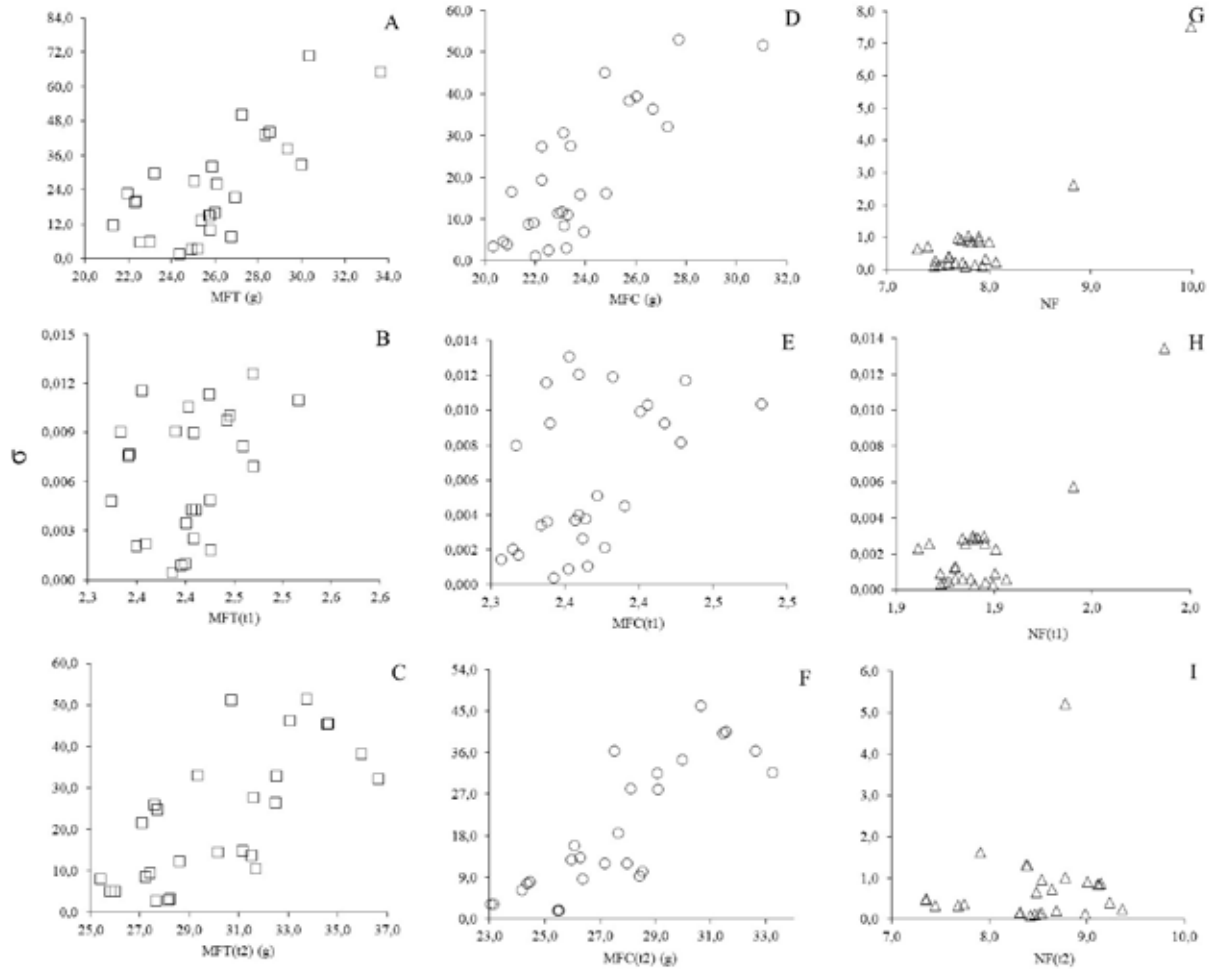 A
84,0
72,0
60,0
48,0
36,0
24,0
12,0
0,0
20,0 22,0 24,0 26,0 28,0 30,0 32,0 34,0
MFT (g)
D
60,0
50,0
40,0
30,0
20,0
10,0
0,0
20,0 22,0 24,0 26,0 28,0 30,0 32,0
MFC (g)
G
8,0
7,0
6,0
5,0
4,0
3,0
2,0
1,0
0,0
7,0 8,0 9,0 10,0
NF
σ
B
0,015
0,012
0,009
0,006
0,003
0,000
2,3 2,4 2,5 2,6
MFT(t1)
E
0,014
0,012
0,010
0,008
0,006
0,004
0,002
0,000
2,3 2,4 2,4 2,5 2,5
MFC(t1)
H
0,014
0,012
0,010
0,008
0,006
0,004
0,002
0,000
1,9 1,9 2,0 2,0
NF(t1)
C
60,0
50,0
40,0
30,0
20,0
10,0
0,0
25,0 27,0 29,0 31,0 33,0 35,0 37,0
MFT(t2) (g)
F
54,0
45,0
36,0
27,0
18,0
9,0
0,0
23,0 25,0 27,0 29,0 31,0 33,0
MFC(t2) (g)
I
6,0
5,0
4,0
3,0
2,0
1,0
0,0
7,0 8,0 9,0 10,0
NF(t2)